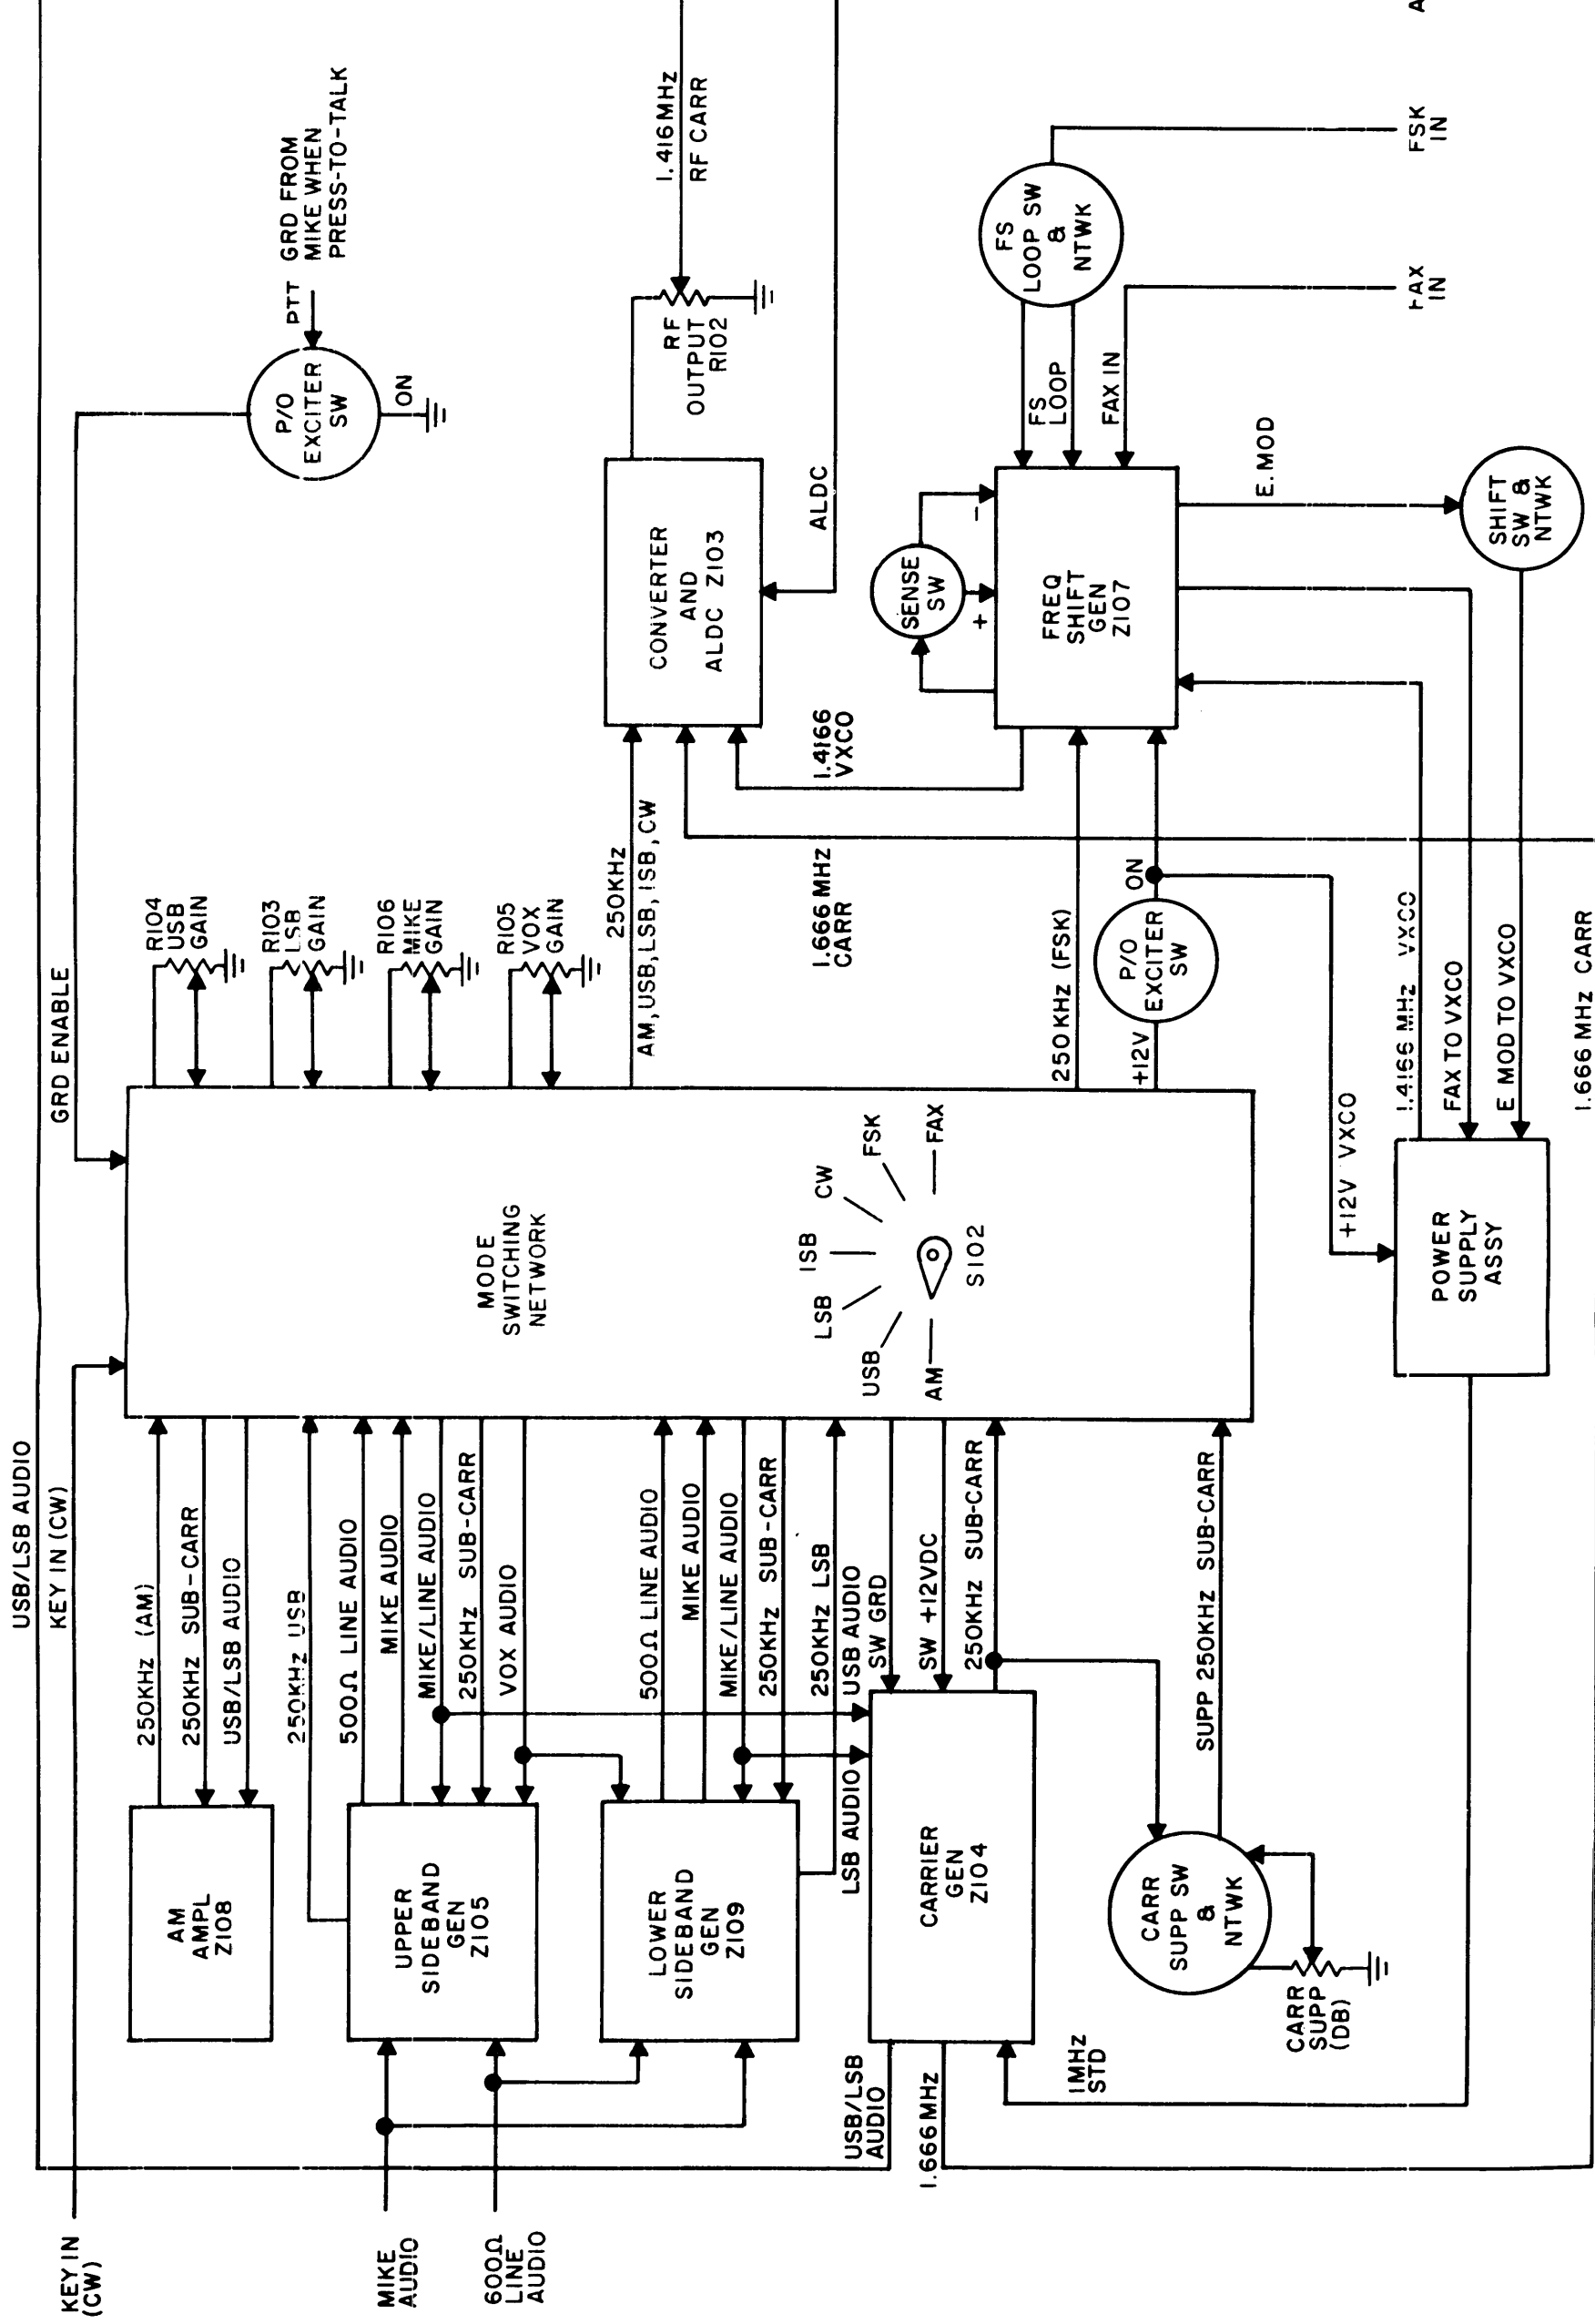 USB/LSB AUDIO
KEY IN (CW)
GRD ENABLE
KEY IN
(CW)
MIKE
AUDIO
600Ω
LINE
AUDIO
AM
AMPL
Z108
250KHz (AM)
250KHz SUB-CARR
USB/LSB AUDIO
UPPER
SIDEBAND
GEN
Z105
250KHz USB
500Ω LINE AUDIO
MIKE AUDIO
MIKE/LINE AUDIO
250KHz SUB-CARR
VOX AUDIO
LOWER
SIDEBAND
GEN
Z109
500Ω LINE AUDIO
MIKE AUDIO
MIKE/LINE AUDIO
250KHz SUB-CARR
250KHz LSB
LSB AUDIO
USB AUDIO
SW GRD
SW +12VDC
250KHz SUB-CARR
CARRIER
GEN
Z104
USB/LSB
AUDIO
1.666MHz
1MHz
STD
CARR
SUPP SW
&
NTWK
CARR
SUPP
(DB)
SUPP 250KHz SUB-CARR
MODE
SWITCHING
NETWORK
AM
USB
LSB
ISB
CW
FSK
FAX
S102
R104
USB
GAIN
R103
LSB
GAIN
R106
MIKE
GAIN
R105
VOX
GAIN
250KHz
AM,USB,LSB,ISB,CW
1.666MHz
CARR
1.4166
VXCO
250KHz (FSK)
+12V
P/O
EXCITER
SW
ON
+12V VXCO
POWER
SUPPLY
ASSY
1.4166 MHz VXCO
FAX TO VXCO
E MOD TO VXCO
1.666 MHz CARR
P/O
EXCITER
SW
ON
PTT
GRD FROM
MIKE WHEN
PRESS-TO-TALK
CONVERTER
AND
ALDC Z103
ALDC
RF
OUTPUT
R102
1.416MHz
RF CARR
SENSE
SW
+
-
FREQ
SHIFT
GEN
Z107
FS
LOOP
FAX IN
E. MOD
SHIFT
SW &
NTWK
FS
LOOP SW
&
NTWK
FSK
IN
FAX
IN
A